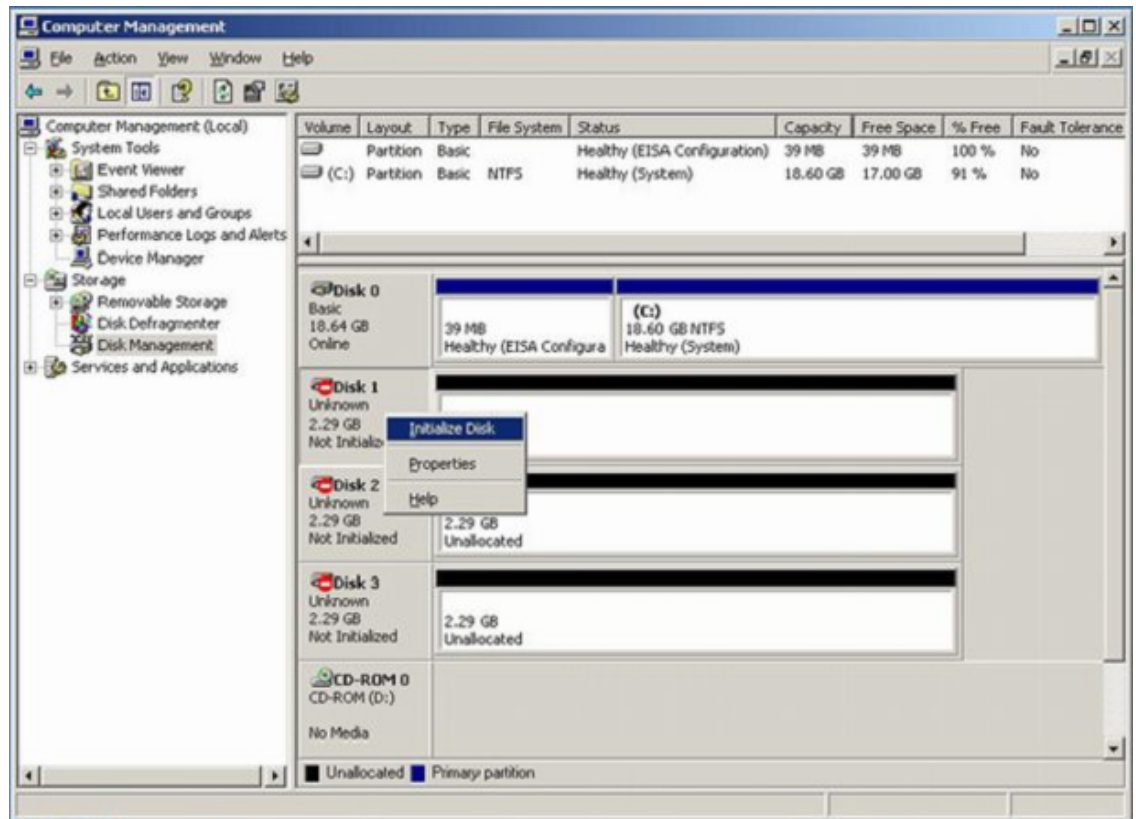 Computer Management
File Action View Window Help
Computer Management (Local)
System Tools
Event Viewer
Shared Folders
Local Users and Groups
Performance Logs and Alerts
Device Manager
Storage
Removable Storage
Disk Defragmenter
Disk Management
Services and Applications
Volume Layout Type File System Status Capacity Free Space % Free Fault Tolerance
Partition Basic Healthy (EISA Configuration) 39 MB 39 MB 100 % No
(C:) Partition Basic NTFS Healthy (System) 18.60 GB 17.00 GB 91 % No
Disk 0
Basic
18.64 GB
Online
39 MB
Healthy (EISA Configura
(C:)
18.60 GB NTFS
Healthy (System)
Disk 1
Unknown
2.29 GB
Not Initializ
Initialize Disk
Properties
Help
Disk 2
Unknown
2.29 GB
Not Initialized
2.29 GB
Unallocated
Disk 3
Unknown
2.29 GB
Not Initialized
2.29 GB
Unallocated
CD-ROM 0
CD-ROM (D:)
No Media
Unallocated Primary partition